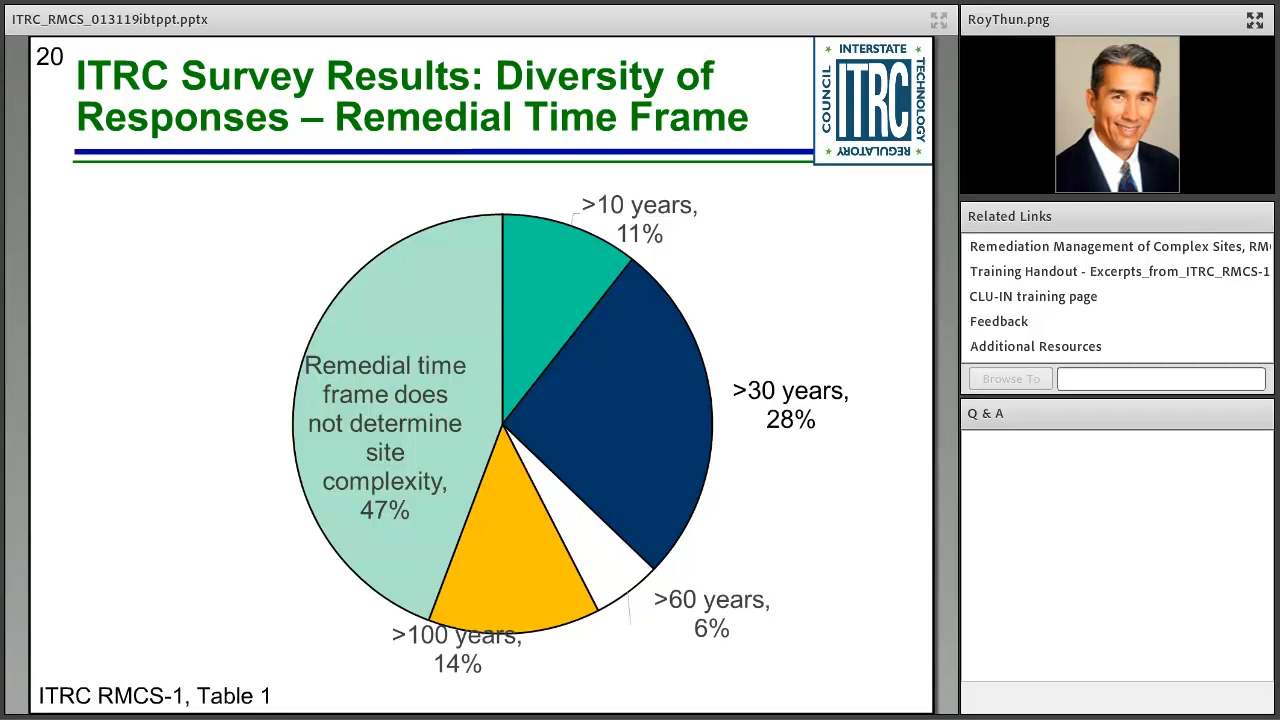 ITRC_RMCS_013119ibtppt.pptx
20
ITRC Survey Results: Diversity of
Responses – Remedial Time Frame
INTERSTATE
COUNCIL
ITRC
TECHNOLOGY
REGULATORY
>10 years,
11%
>30 years,
28%
Remedial time
frame does
not determine
site
complexity,
47%
>60 years,
6%
>100 years,
14%
ITRC RMCS-1, Table 1
RoyThun.png
Related Links
Remediation Management of Complex Sites, RM
Training Handout - Excerpts_from_ITRC_RMCS-1
CLU-IN training page
Feedback
Additional Resources
Browse To
Q & A